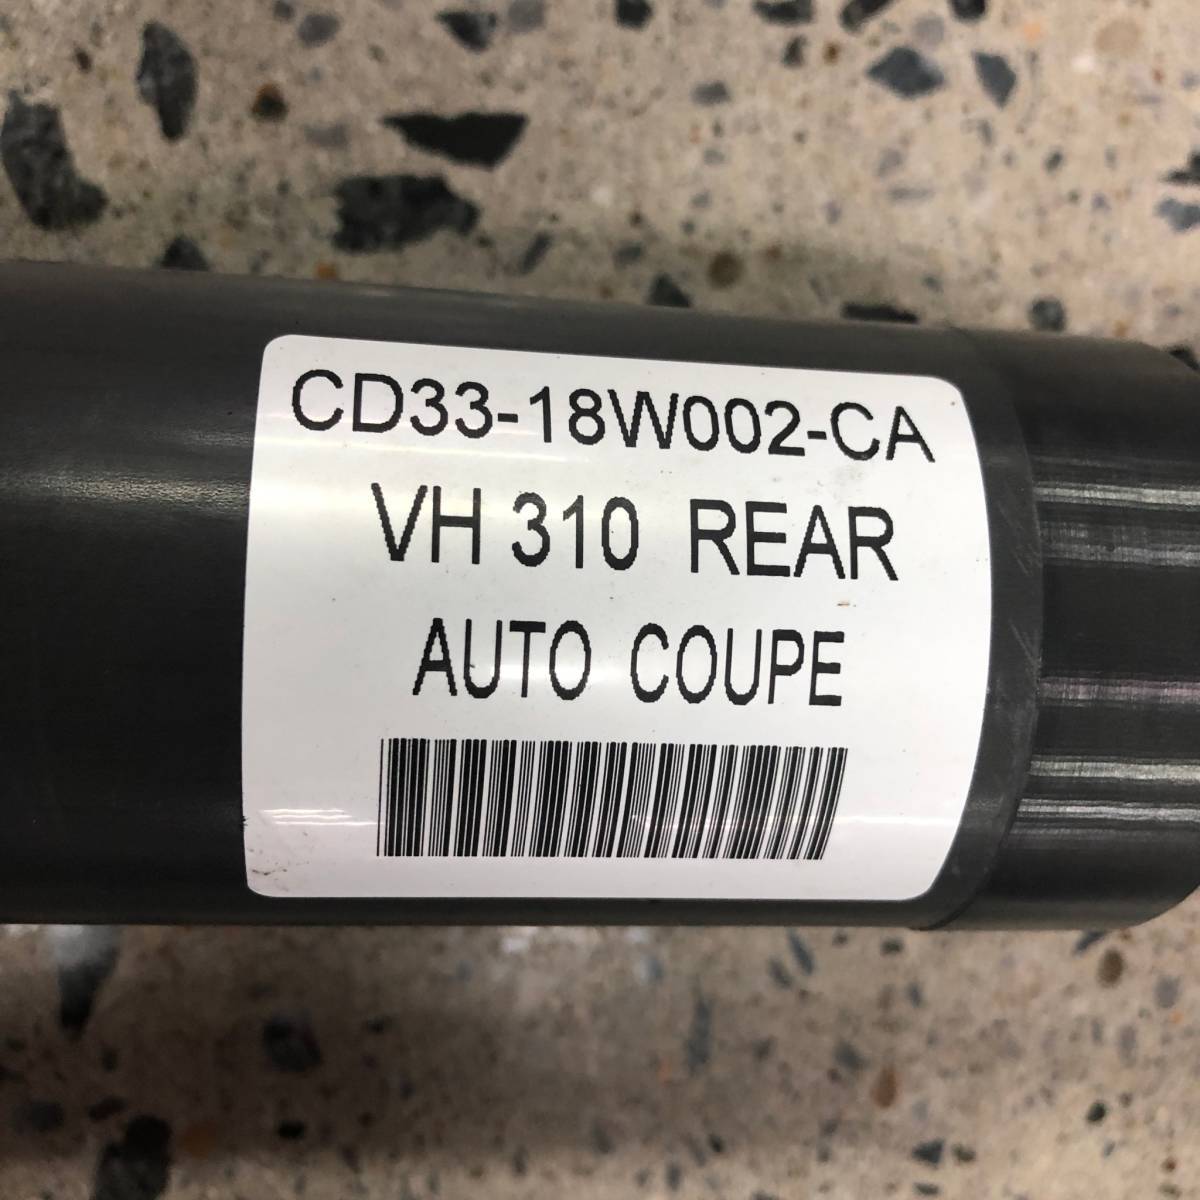 CD33-18W002-CA
VH 310 REAR
AUTO COUPE